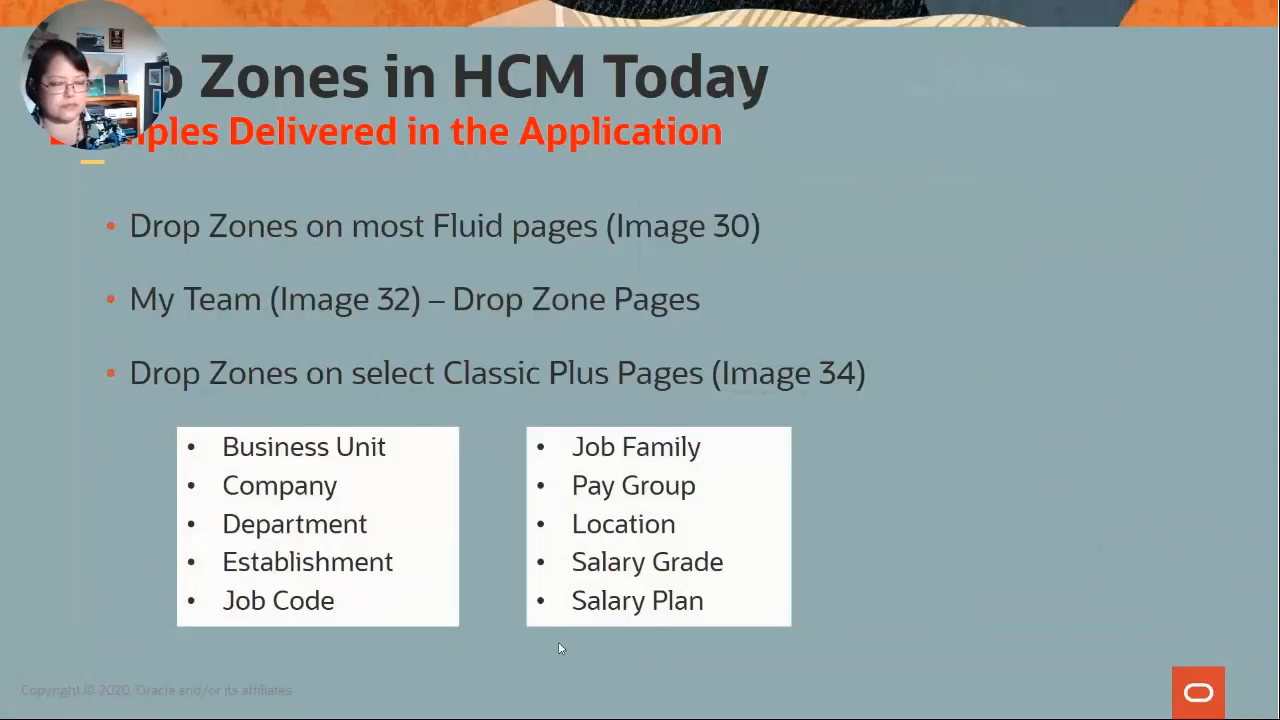 Zones in HCM Today
Delivered in the Application
• Drop Zones on most Fluid pages (Image 30)
• My Team (Image 32) – Drop Zone Pages
• Drop Zones on select Classic Plus Pages (Image 34)
• Business Unit
• Company
• Department
• Establishment
• Job Code
• Job Family
• Pay Group
• Location
• Salary Grade
• Salary Plan
Copyright © 2020, Oracle and/or its affiliates